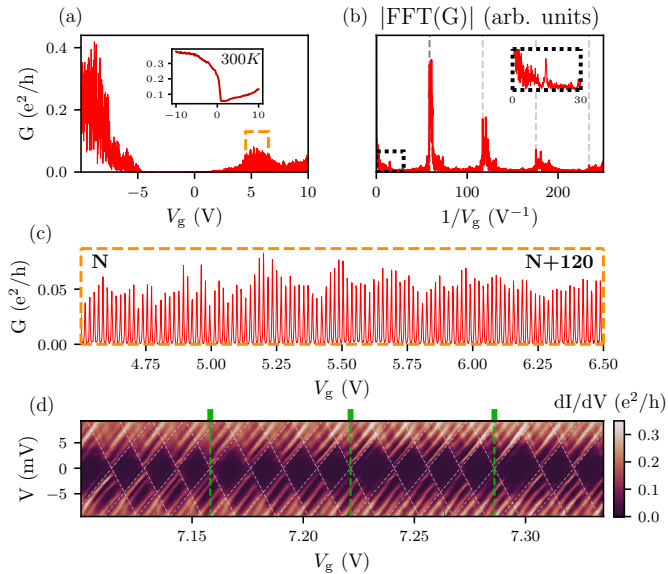 (a)
G (e²/h)
0.4
0.2
0.0
−5
0
5
10
V_g (V)
300K
0.3
0.2
0.1
−10
0
10
(b)
|FFT(G)| (arb. units)
0
30
0
100
200
1/V_g (V⁻¹)
(c)
G (e²/h)
0.05
0.00
N
N+120
4.75
5.00
5.25
5.50
5.75
6.00
6.25
6.50
V_g (V)
(d)
V (mV)
5
0
−5
7.15
7.20
7.25
7.30
V_g (V)
dI/dV (e²/h)
0.3
0.2
0.1
0.0